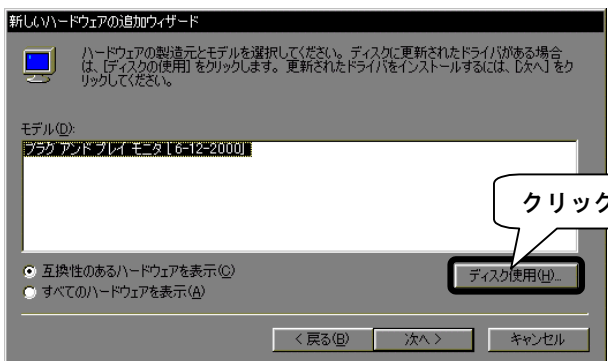 新しいハードウェアの追加ウィザード
ハードウェアの製造元とモデルを選択してください。ディスクに更新されたドライバがある場合
は、[ディスクの使用] をクリックします。更新されたドライバをインストールするには、[次へ] をク
リックしてください。
モデル(D):
プラグ アンド プレイ モニタ [6-12-2000]
クリック
互換性のあるハードウェアを表示(C)
ディスク使用(H)...
すべてのハードウェアを表示(A)
< 戻る(B)
次へ >
キャンセル